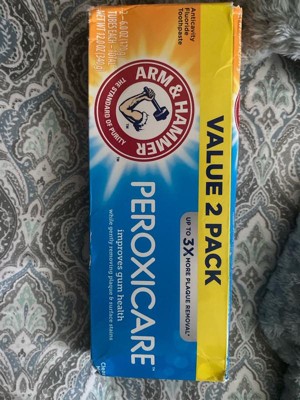 Anticavity
Fluoride
Toothpaste
VALUE 2 PACK
ARM & HAMMER
THE STANDARD OF PURITY
UP TO 3X MORE PLAQUE REMOVAL*
PEROXICARE™
improves gum health
while gently removing plaque & surface stains